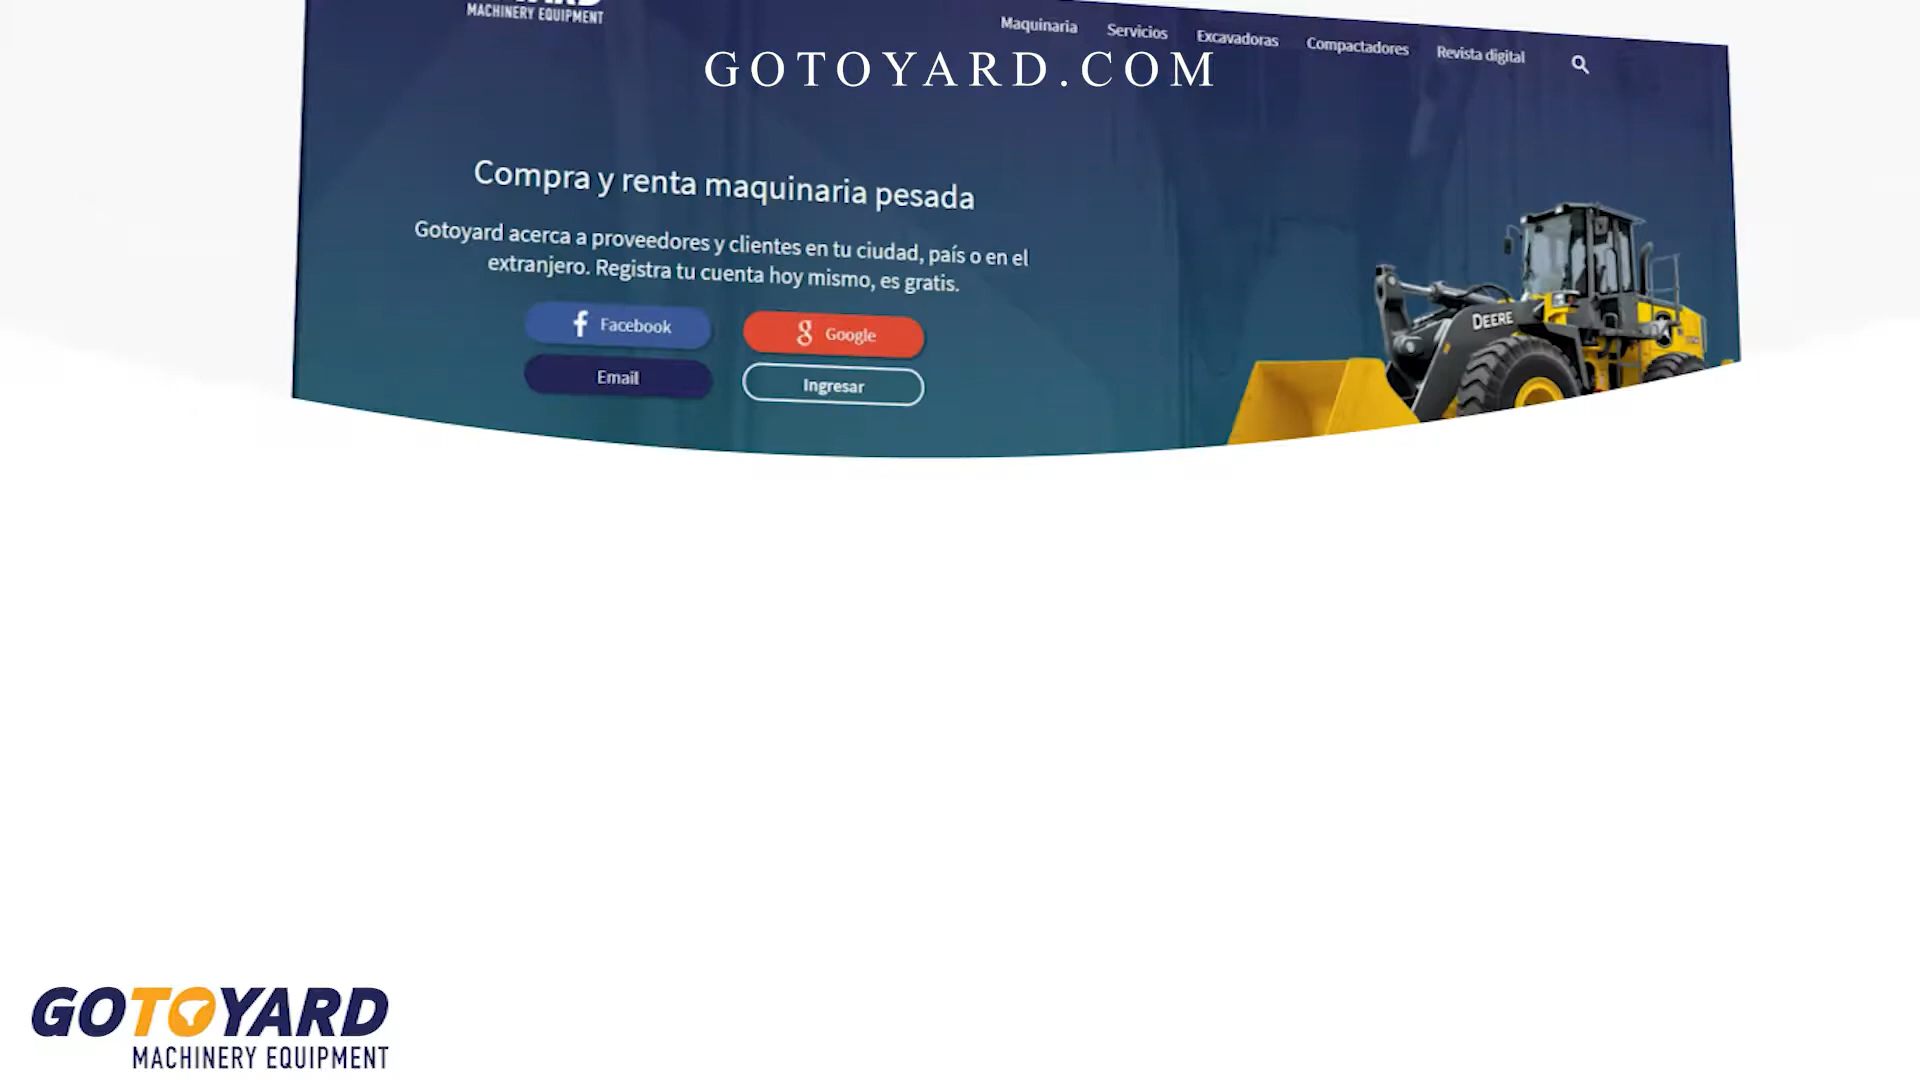 MACHINERY EQUIPMENT
Maquinaria Servicios Excavadoras Compactadores Revista digital
GOTOYARD.COM
Compra y renta maquinaria pesada
Gotoyard acerca a proveedores y clientes en tu ciudad, país o en el
extranjero. Registra tu cuenta hoy mismo, es gratis.
Facebook
Google
Email
Ingresar
DEERE
GOTOYARD
MACHINERY EQUIPMENT